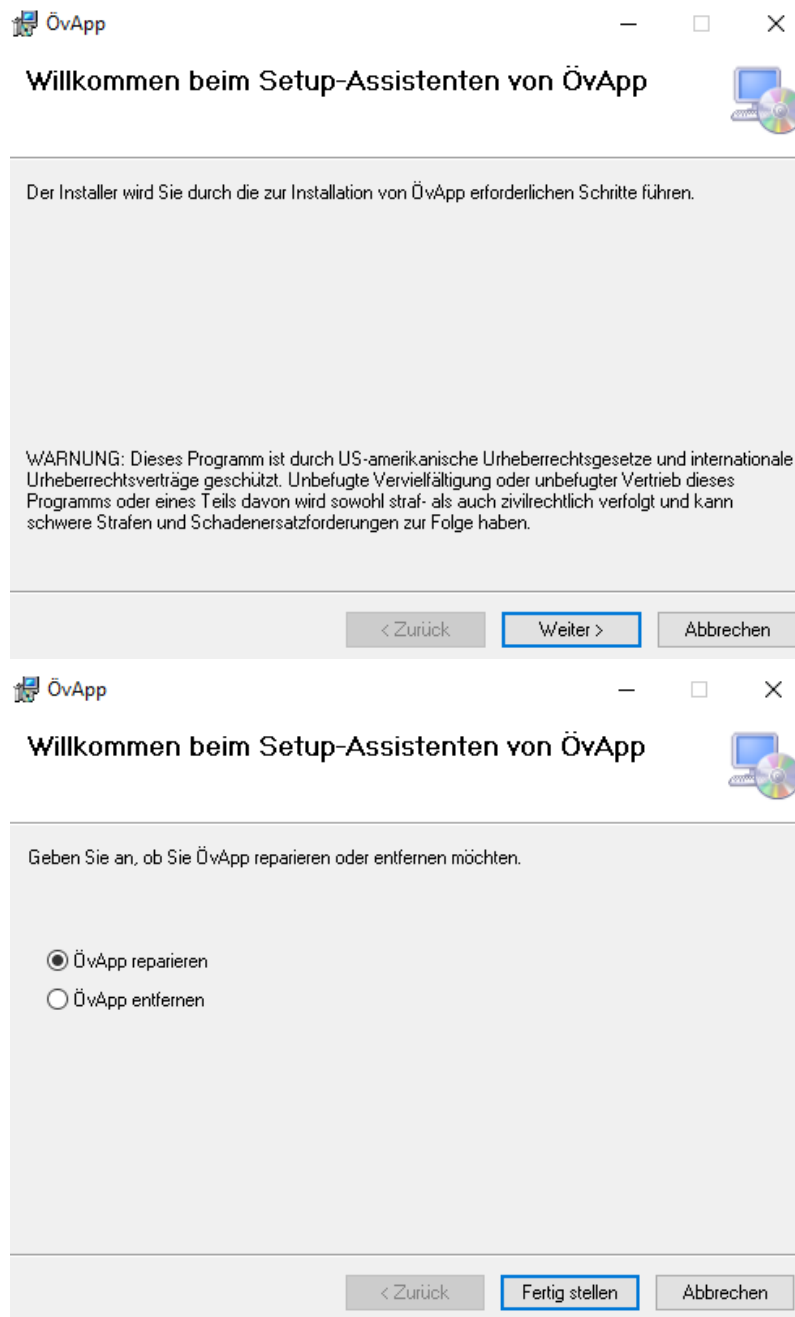 ÖvApp
Willkommen beim Setup-Assistenten von ÖvApp
Der Installer wird Sie durch die zur Installation von ÖvApp erforderlichen Schritte führen.
WARNUNG: Dieses Programm ist durch US-amerikanische Urheberrechtsgesetze und internationale
Urheberrechtsverträge geschützt. Unbefugte Vervielfältigung oder unbefugter Vertrieb dieses
Programms oder eines Teils davon wird sowohl straf- als auch zivilrechtlich verfolgt und kann
schwere Strafen und Schadenersatzforderungen zur Folge haben.
< Zurück Weiter > Abbrechen
ÖvApp
Willkommen beim Setup-Assistenten von ÖvApp
Geben Sie an, ob Sie ÖvApp reparieren oder entfernen möchten.
ÖvApp reparieren
ÖvApp entfernen
< Zurück Fertig stellen Abbrechen